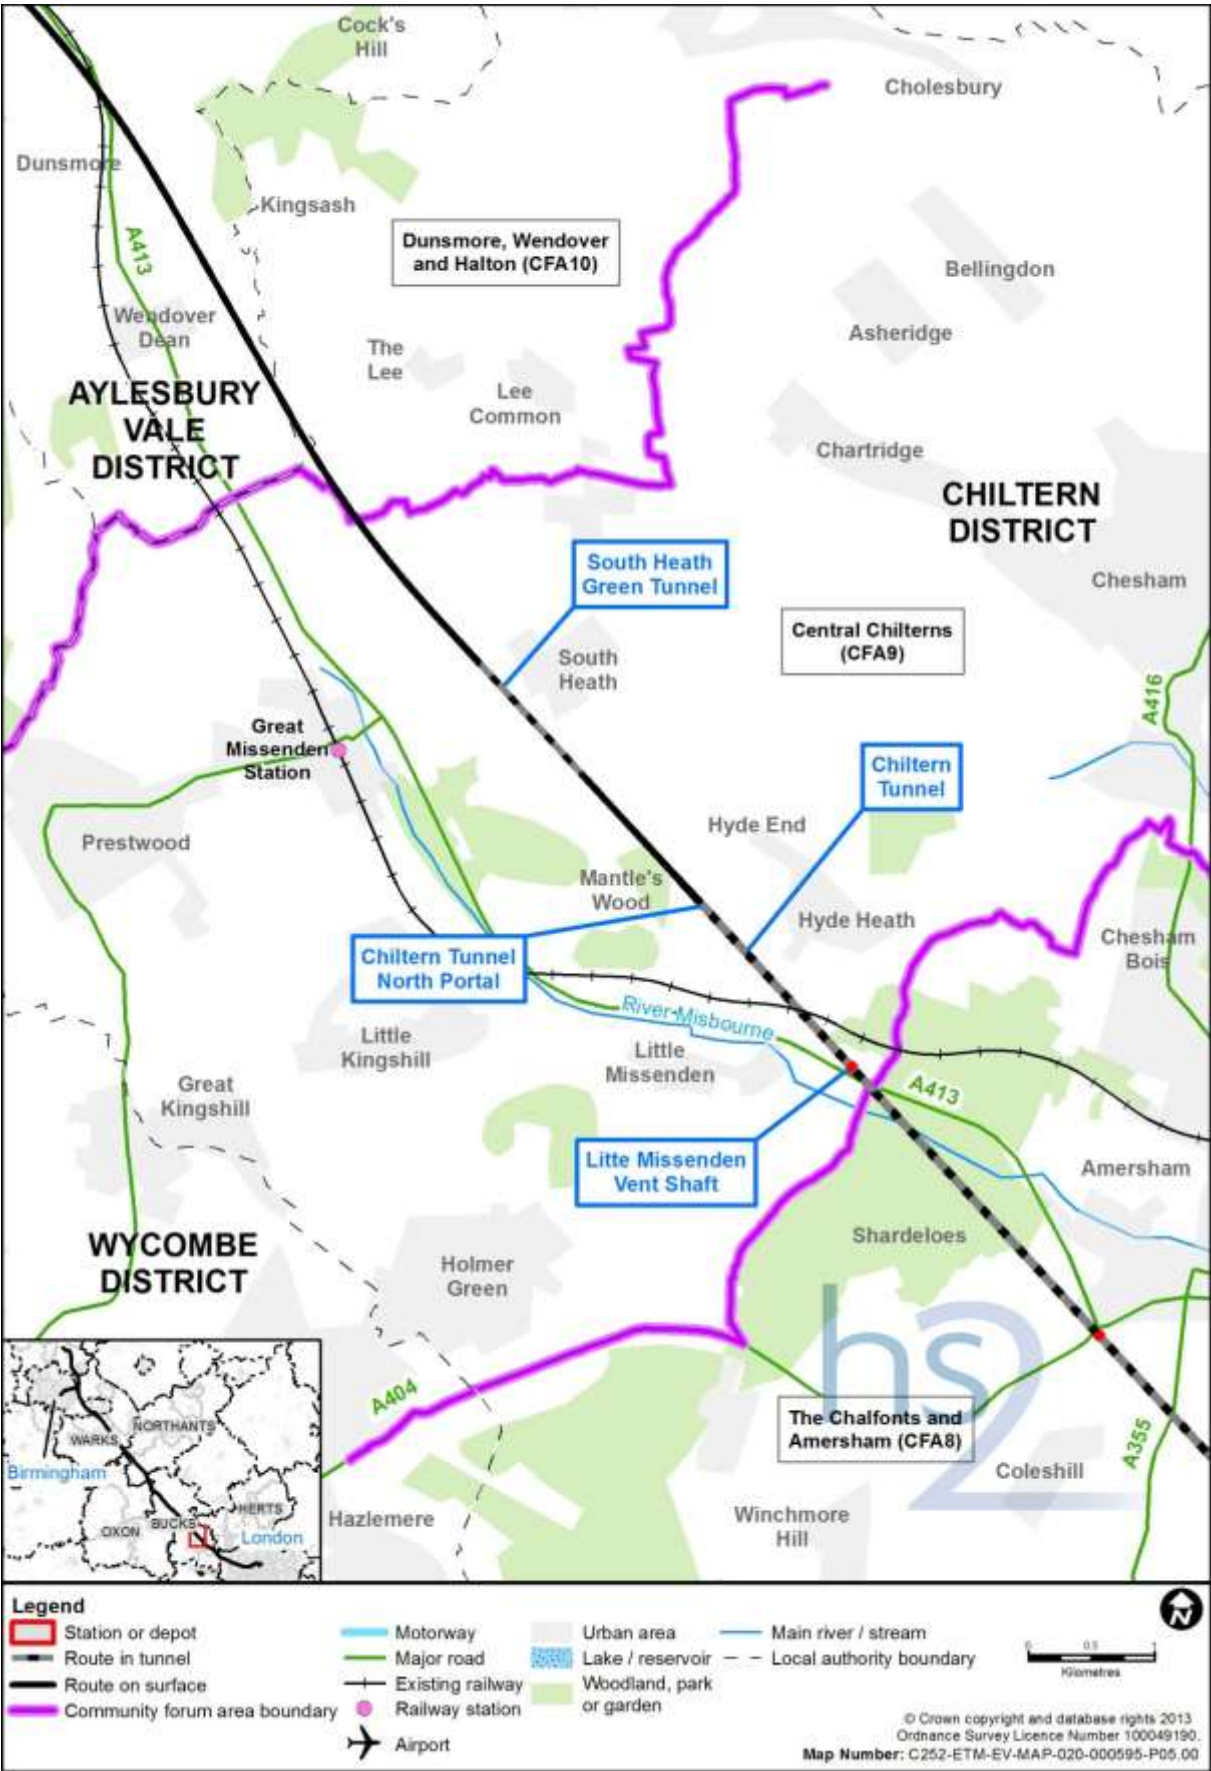 Cock's
Hill
Cholesbury
Dunsmore
Kingsash
A413
Dunsmore, Wendover
and Halton (CFA10)
Bellingdon
Wendover
Dean
Asheridge
The
Lee
Lee
Common
AYLESBURY
VALE
DISTRICT
Chartridge
CHILTERN
DISTRICT
South Heath
Green Tunnel
Chesham
Central Chilterns
(CFA9)
South
Heath
A416
Great
Missenden
Station
Chiltern
Tunnel
Hyde End
Prestwood
Mantle's
Wood
Hyde Heath
Chesham
Bois
Chiltern Tunnel
North Portal
River Misbourne
Little
Kingshill
Little
Missenden
Great
Kingshill
A413
Litte Missenden
Vent Shaft
Amersham
Shardeloes
WYCOMBE
DISTRICT
Holmer
Green
hs2
A404
The Chalfonts and
Amersham (CFA8)
A355
Coleshill
Hazlemere
Winchmore
Hill
NORTHANTS
WARKS
Birmingham
HERTS
BUCKS
OXON
London
Legend
Station or depot
Route in tunnel
Route on surface
Community forum area boundary
Motorway
Major road
Existing railway
Railway station
Airport
Urban area
Lake / reservoir
Woodland, park
or garden
Main river / stream
Local authority boundary
N
0 0.5 1
Kilometres
© Crown copyright and database rights 2013
Ordnance Survey Licence Number 100049190.
Map Number: C252-ETM-EV-MAP-020-000595-P05.00